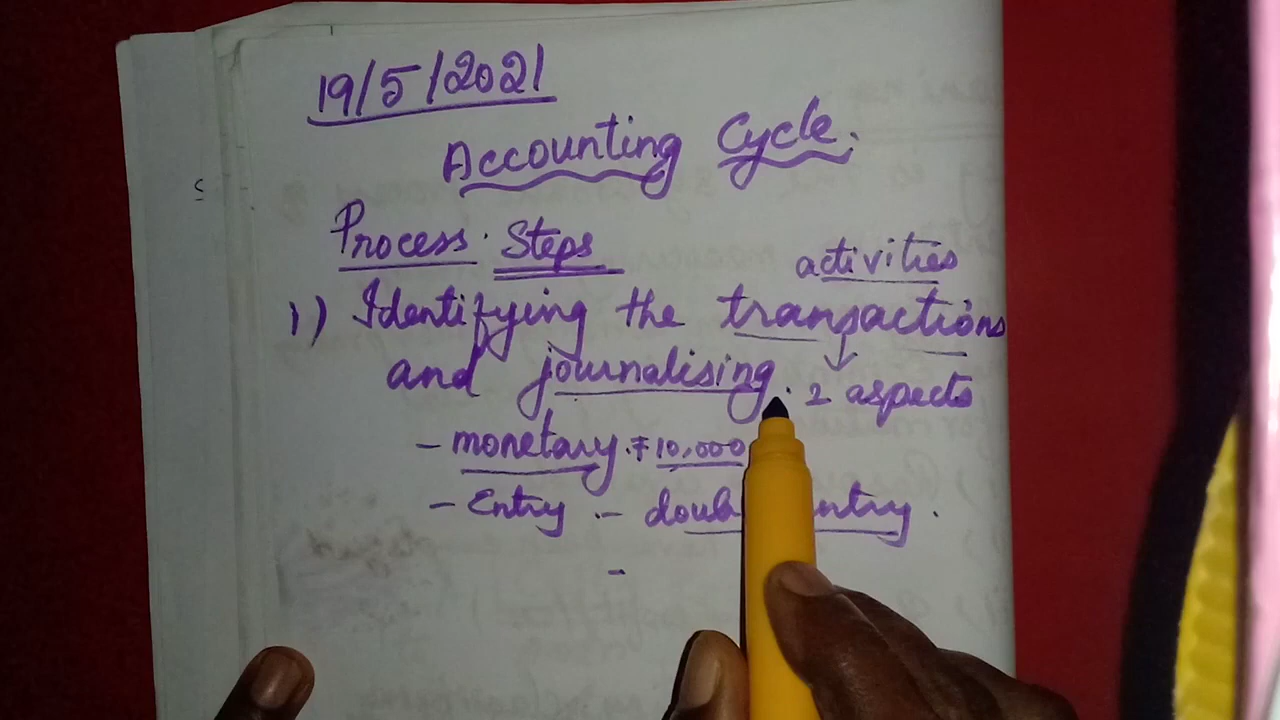 19/5/2021
Accounting Cycle.
Process. Steps
activities
1) Identifying the transactions
and journalising. 2 aspects
- monetary. ₹ 10,000
- Entry - doub ntry.
-